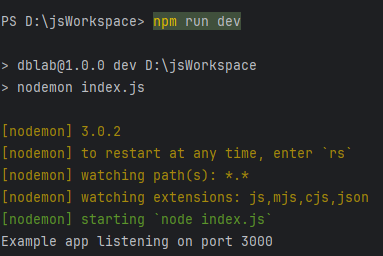 PS D:\jsWorkspace> npm run dev
> dblab@1.0.0 dev D:\jsWorkspace
> nodemon index.js
[nodemon] 3.0.2
[nodemon] to restart at any time, enter `rs`
[nodemon] watching path(s): *.*
[nodemon] watching extensions: js,mjs,cjs,json
[nodemon] starting `node index.js`
Example app listening on port 3000